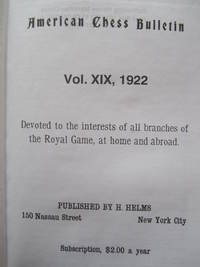 American Chess Bulletin
Vol. XIX, 1922
Devoted to the interests of all branches of
the Royal Game, at home and abroad.
PUBLISHED BY H. HELMS
150 Nassau Street New York City
Subscription, $2.00 a year